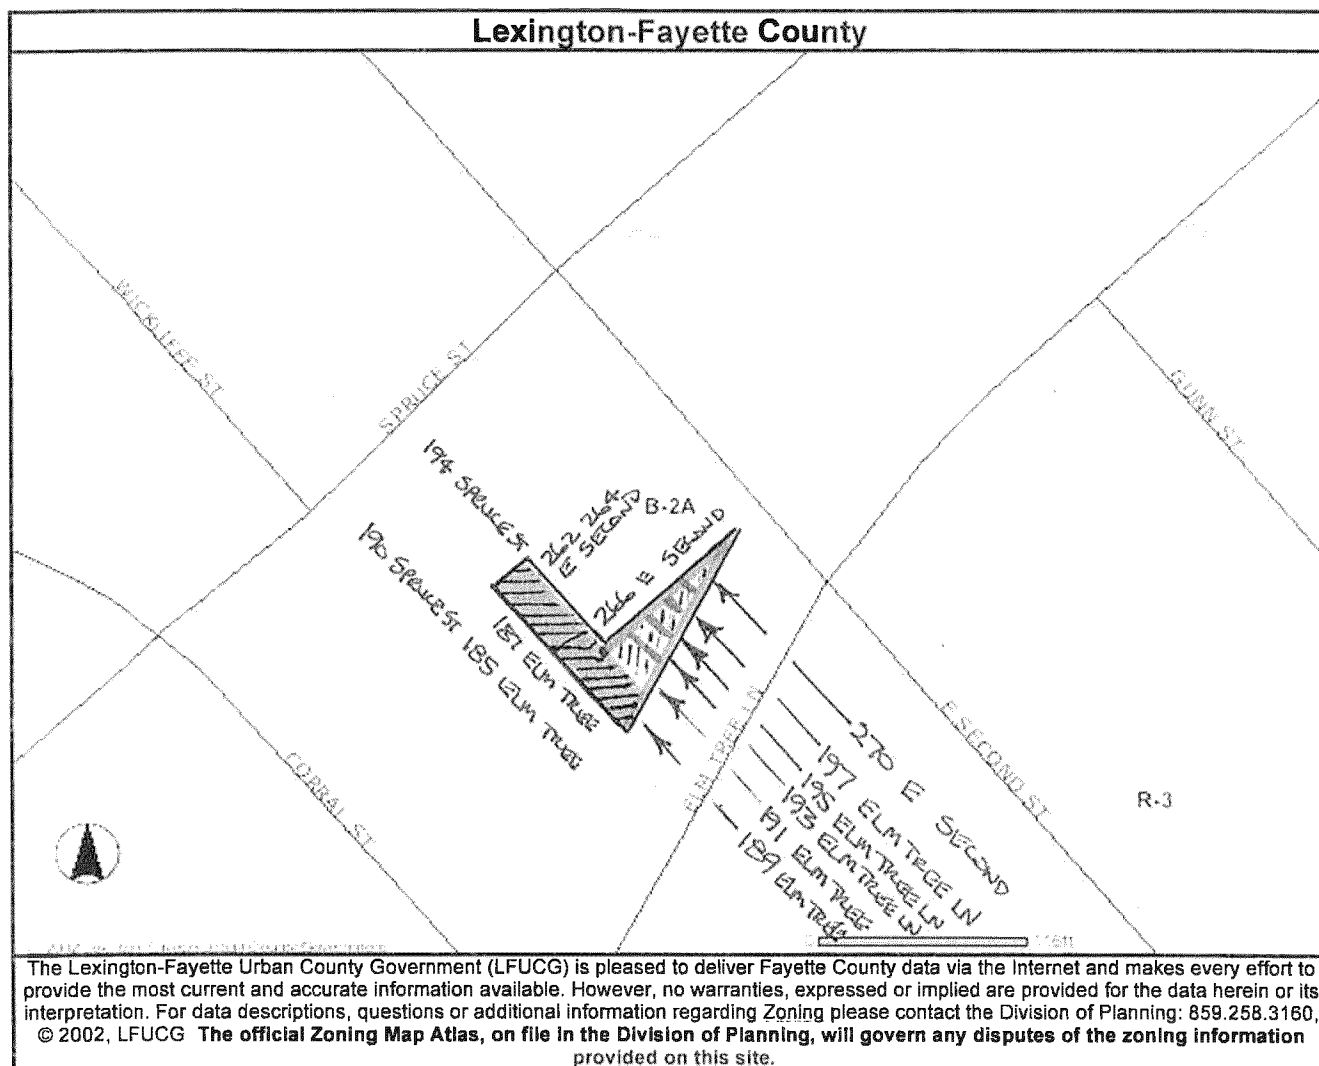 Lexington-Fayette County
WICKLIFFE ST
SPRUCE ST
GUNN ST
194 SPRUCE ST
262-264
E SECOND
B-2A
266 E SECOND
190 SPRUCE ST
187 ELM TREE
185 ELM TREE
ELM TREE LN
E SECOND ST
CORRAL ST
R-3
270 E SECOND
197 ELM TREE LN
195 ELM TREE LN
193 ELM TREE LN
191 ELM TREE
189 ELM TREE
The Lexington-Fayette Urban County Government (LFUCG) is pleased to deliver Fayette County data via the Internet and makes every effort to
provide the most current and accurate information available. However, no warranties, expressed or implied are provided for the data herein or its
interpretation. For data descriptions, questions or additional information regarding Zoning please contact the Division of Planning: 859.258.3160,
© 2002, LFUCG The official Zoning Map Atlas, on file in the Division of Planning, will govern any disputes of the zoning information
provided on this site.